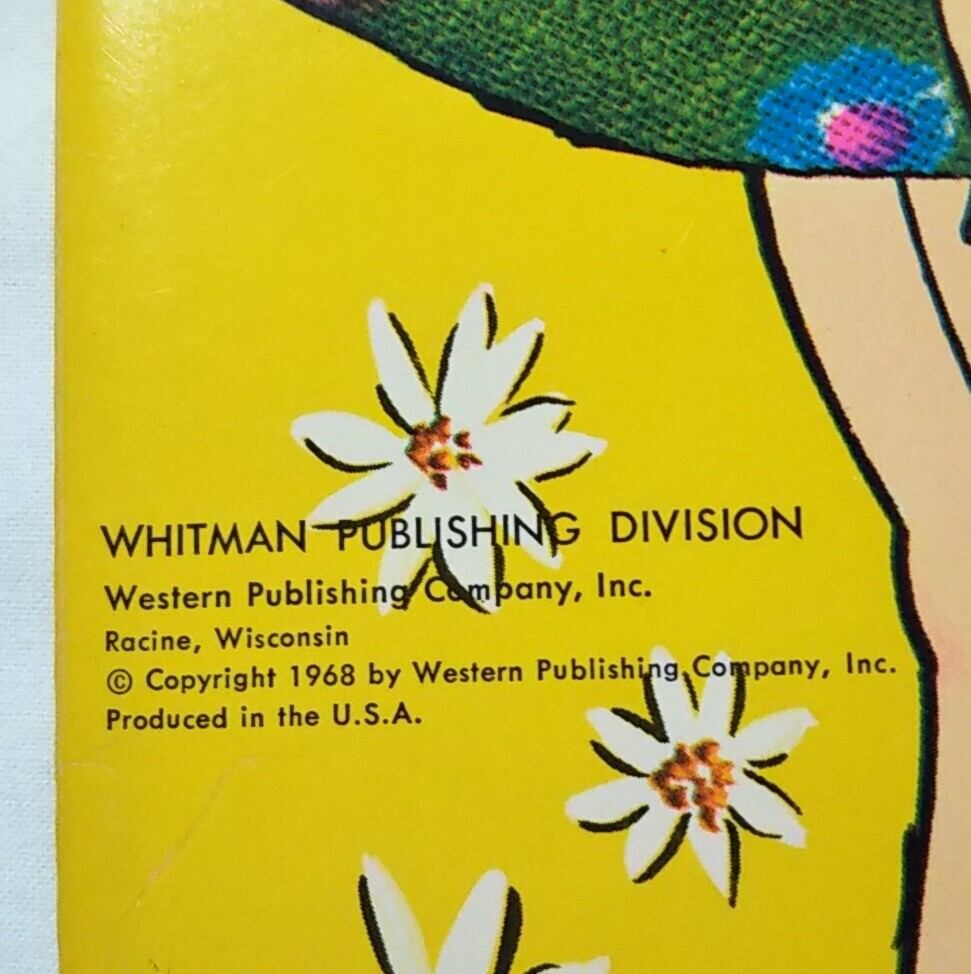 WHITMAN PUBLISHING DIVISION
Western Publishing Company, Inc.
Racine, Wisconsin
© Copyright 1968 by Western Publishing Company, Inc.
Produced in the U.S.A.